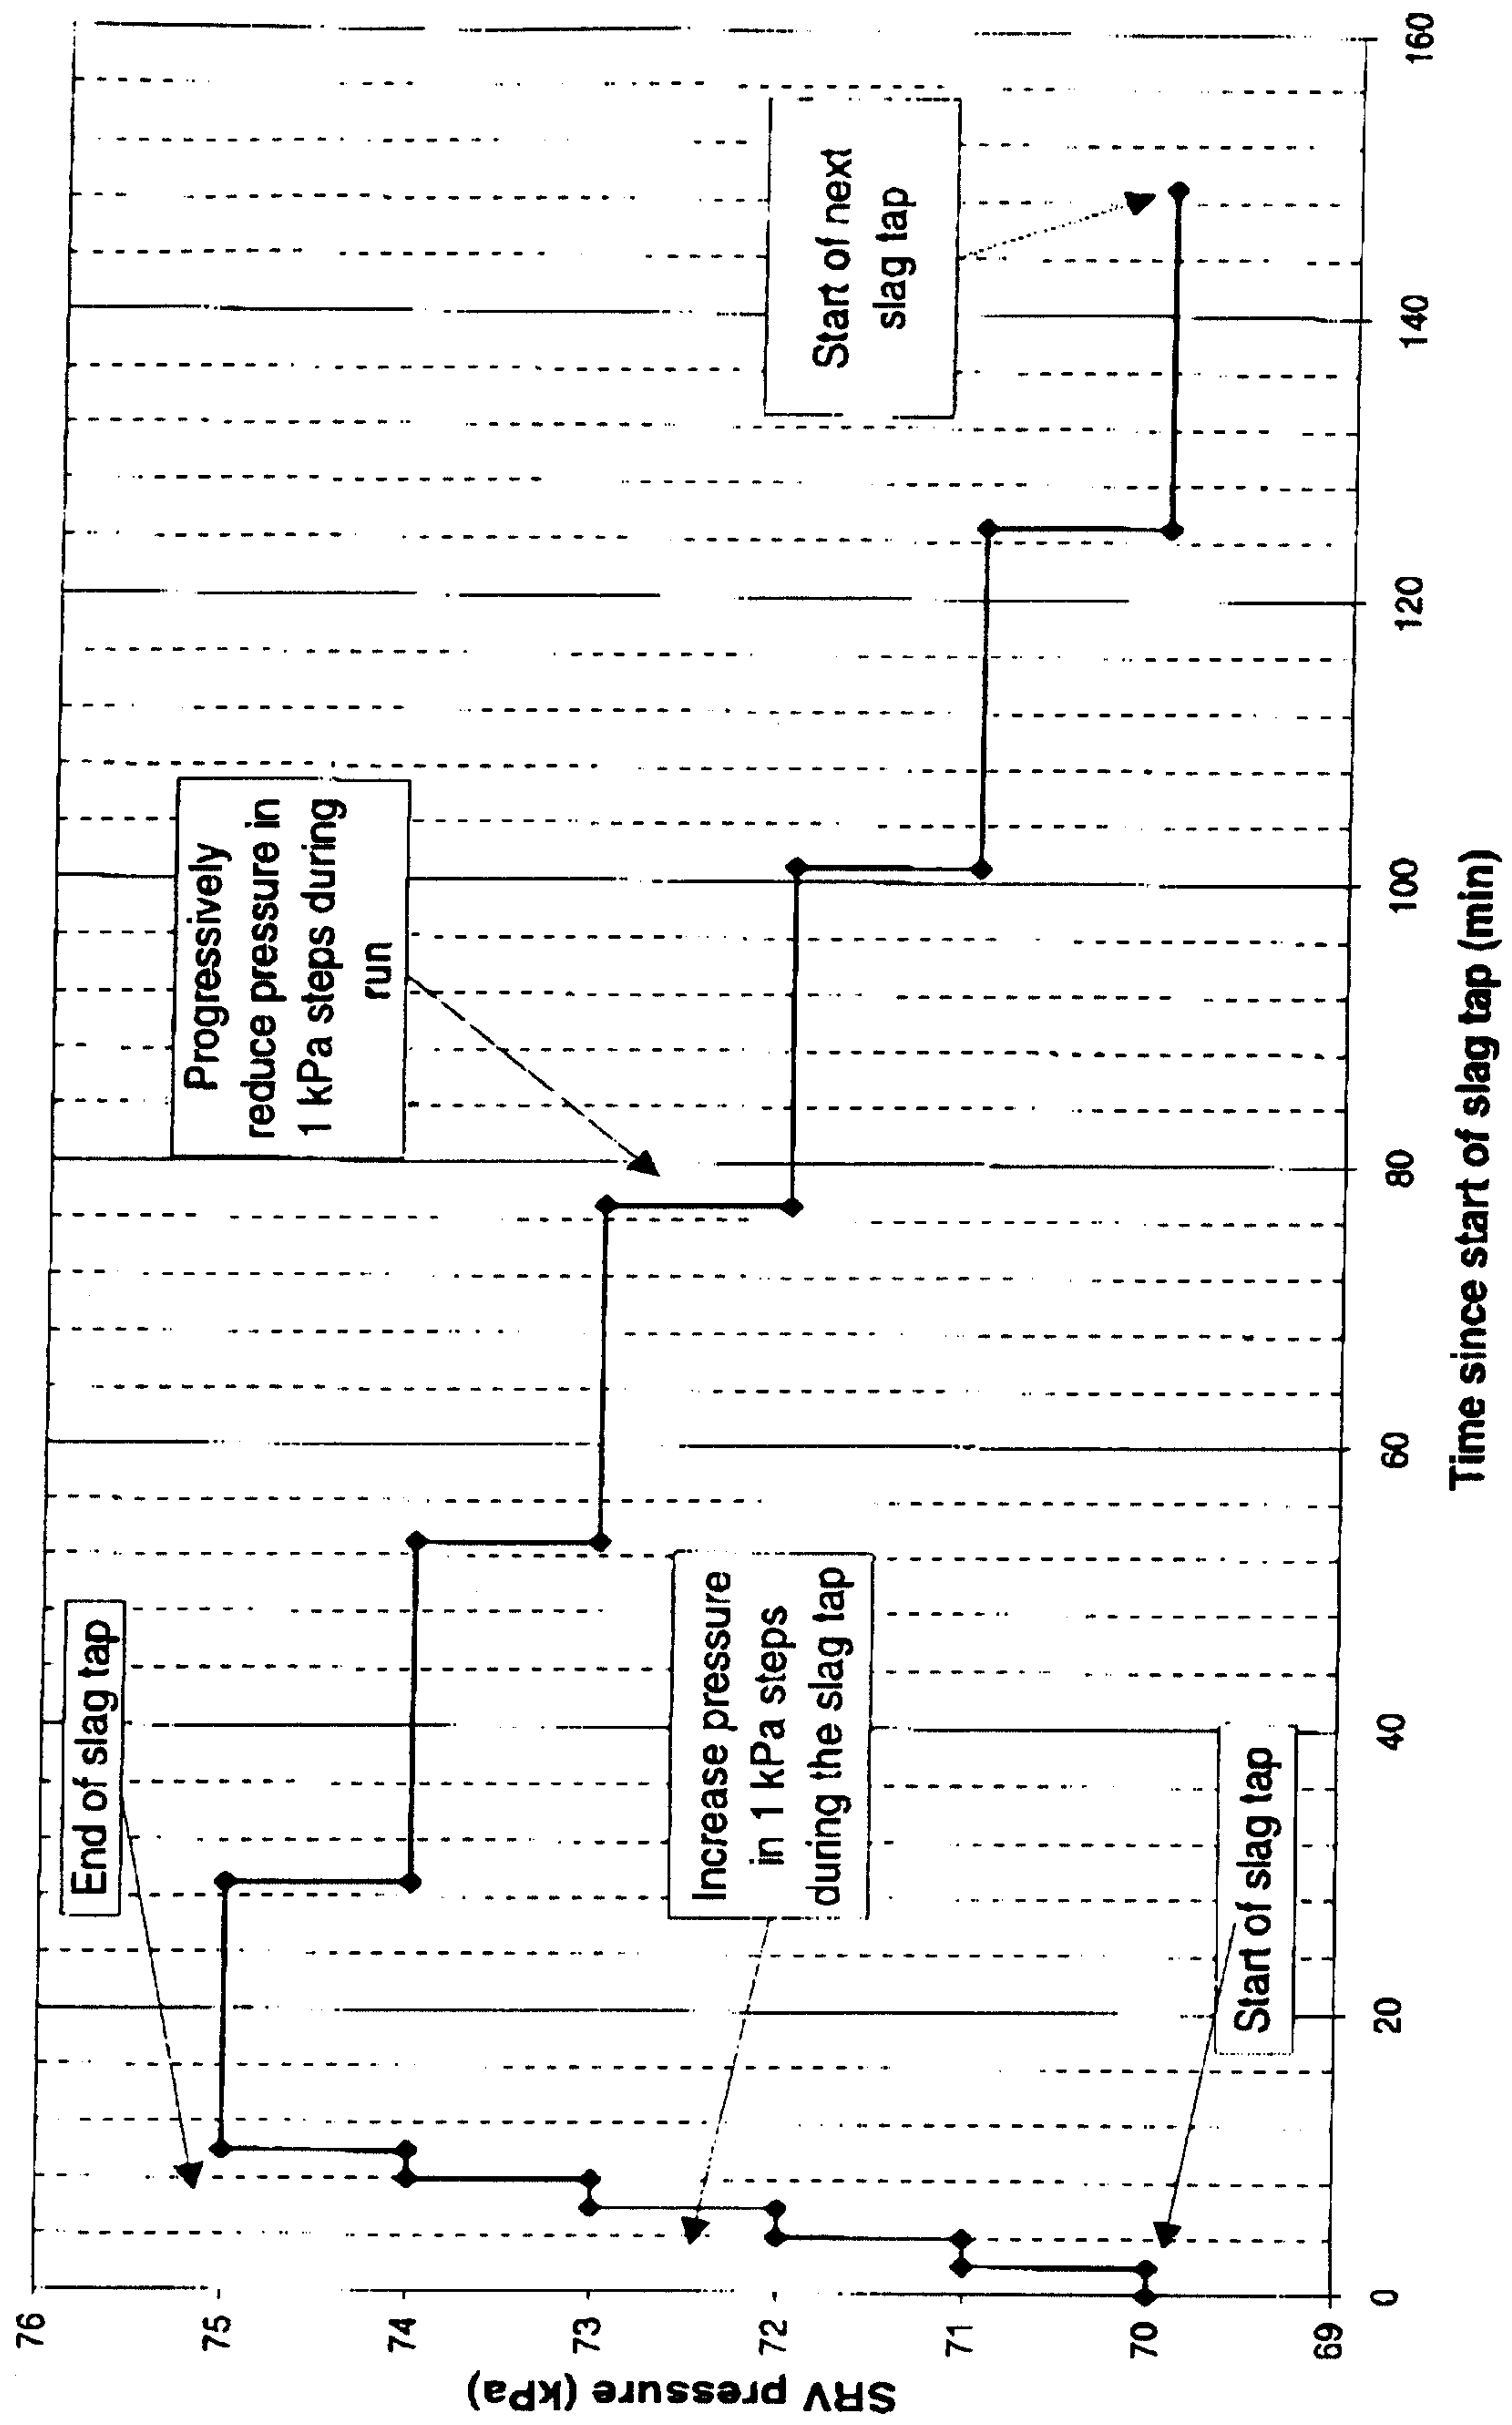 76
75
74
73
72
71
70
69
SRV pressure (kPa)
End of slag tap
Increase pressure
in 1 kPa steps
during the slag tap
Start of slag tap
Progressively
reduce pressure in
1 kPa steps during
run
Start of next
slag tap
0
20
40
60
80
100
120
140
160
Time since start of slag tap (min)